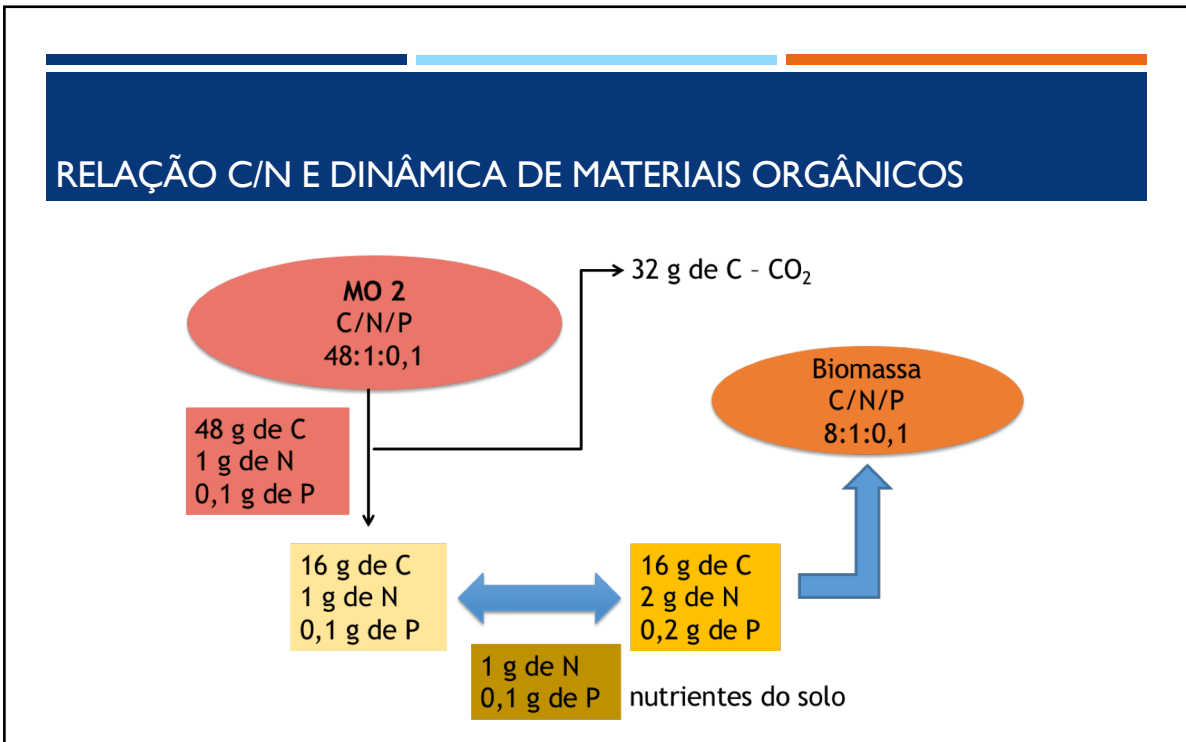 RELAÇÃO C/N E DINÂMICA DE MATERIAIS ORGÂNICOS
32 g de C – CO₂
MO 2
C/N/P
48:1:0,1
Biomassa
C/N/P
8:1:0,1
48 g de C
1 g de N
0,1 g de P
16 g de C
1 g de N
0,1 g de P
16 g de C
2 g de N
0,2 g de P
1 g de N
0,1 g de P
nutrientes do solo